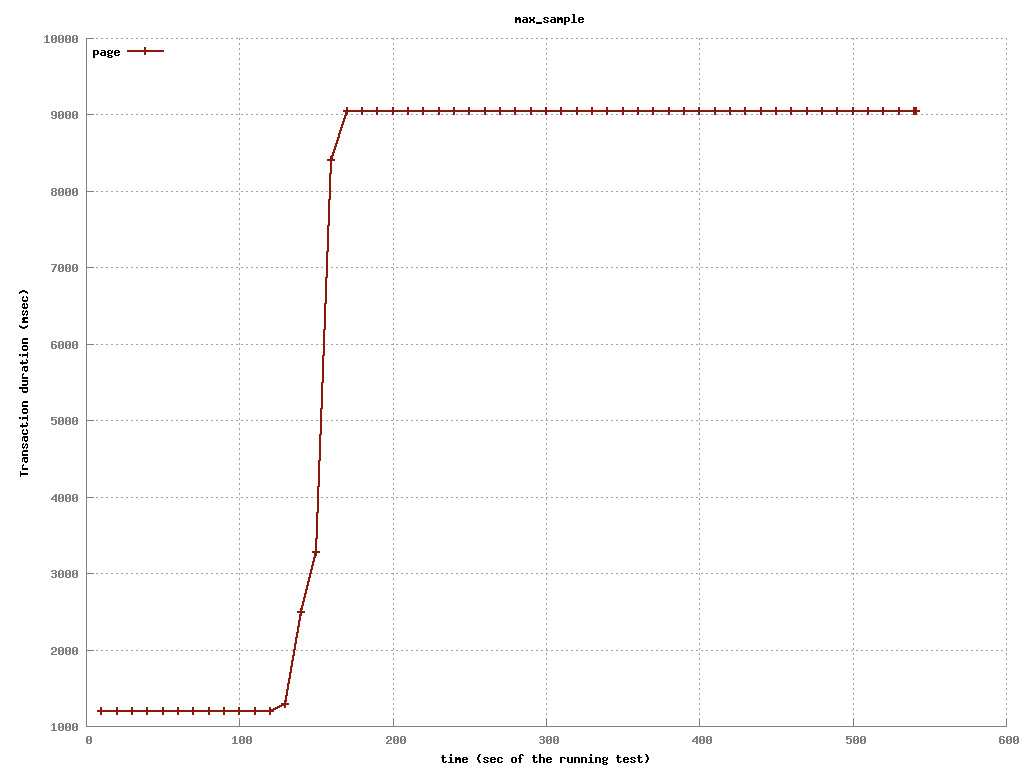 max_sample
10000
page
9000
8000
7000
6000
5000
4000
3000
2000
1000
Transaction duration (msec)
0 100 200 300 400 500 600
time (sec of the running test)